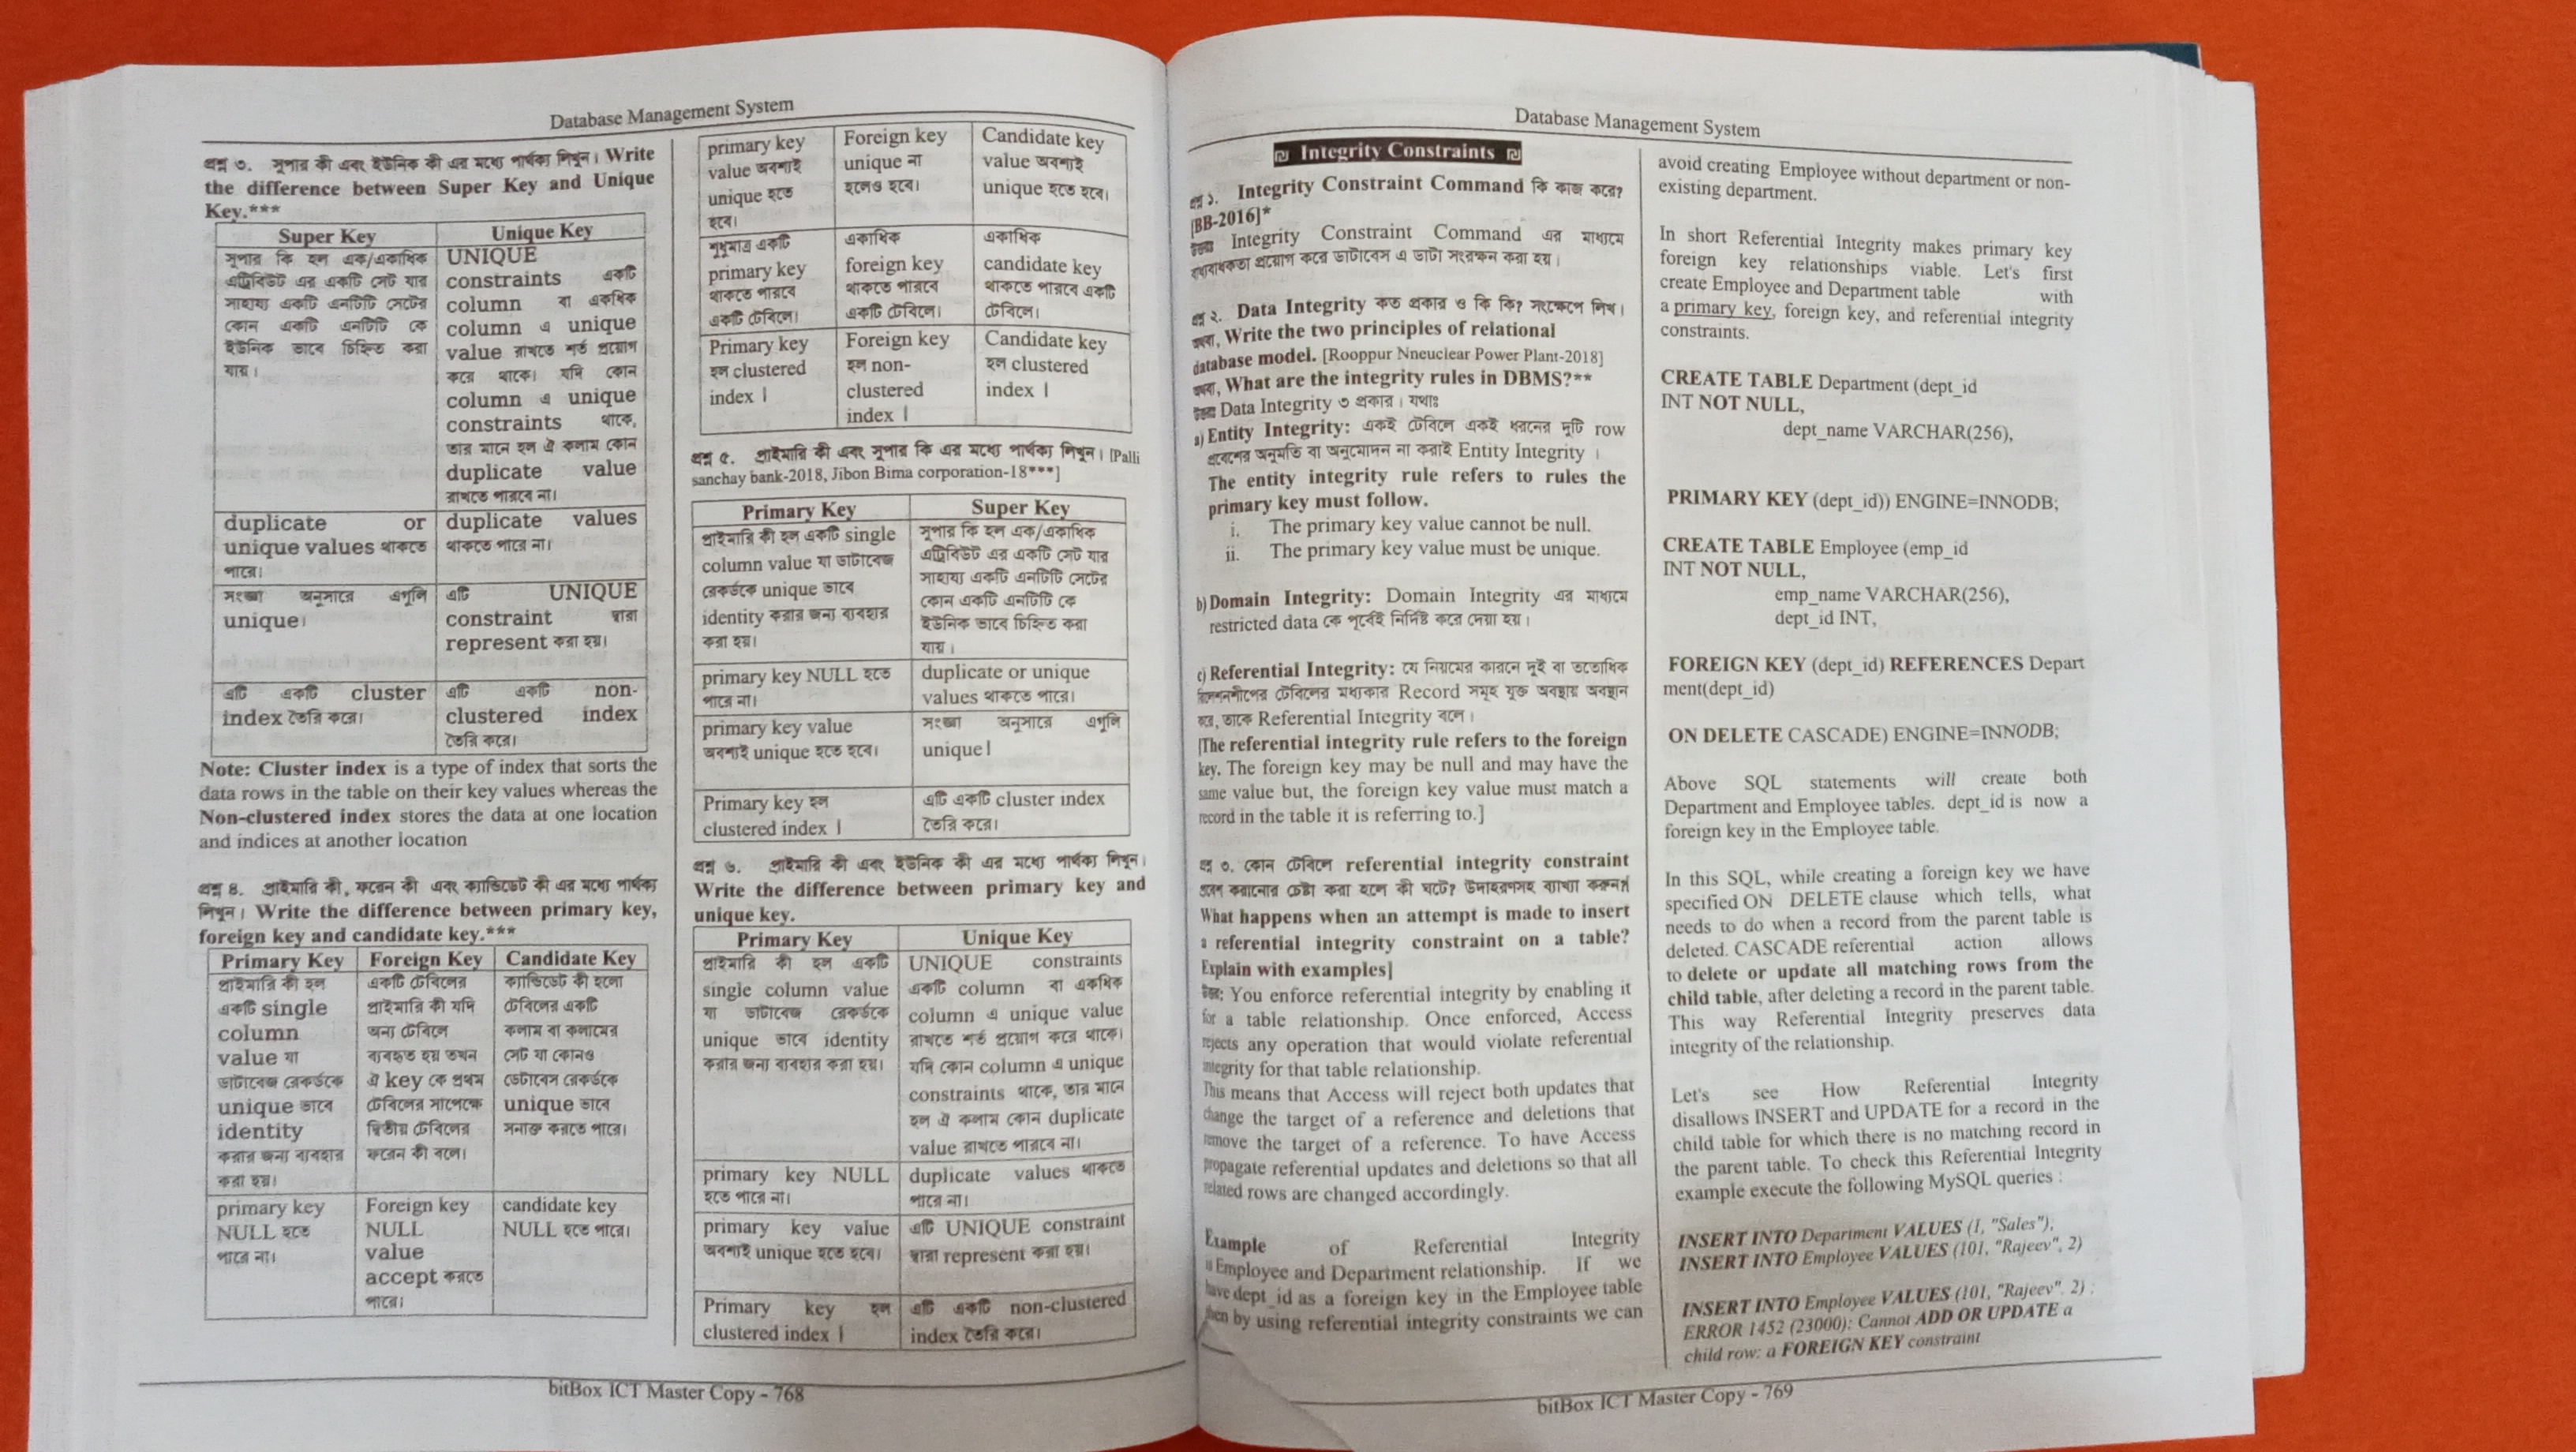 Database Management System
প্রশ্ন ৩. সুপার কী এবং ইউনিক কী এর মধ্যে পার্থক্য লিখুন। Write
the difference between Super Key and Unique
Key.***
Super Key
সুপার কি হল এক/একাধিক
এট্রিবিউট এর একটি সেট যার
সাহায্য একটি এনটিটি সেটের
কোন একটি এনটিটি কে
ইউনিক ভাবে চিহ্নিত করা
যায়।
Unique Key
UNIQUE
constraints একটি
column বা একধিক
column এ unique
value রাখতে শর্ত প্রয়োগ
করে থাকে। যদি কোন
column এ unique
constraints থাকে,
তার মানে হল ঐ কলাম কোন
duplicate value
রাখতে পারবে না।
duplicate or
unique values থাকতে
পারে।
duplicate values
থাকতে পারে না।
সংজ্ঞা অনুসারে এগুলি
unique।
এটি UNIQUE
constraint দ্বারা
represent করা হয়।
এটি একটি cluster
index তৈরি করে।
এটি একটি non-
clustered index
তৈরি করে।
Note: Cluster index is a type of index that sorts the
data rows in the table on their key values whereas the
Non-clustered index stores the data at one location
and indices at another location
প্রশ্ন ৪. প্রাইমারি কী, ফরেন কী এবং ক্যান্ডিডেট কী এর মধ্যে পার্থক্য
লিখুন। Write the difference between primary key,
foreign key and candidate key.***
Primary Key
প্রাইমারি কী হল
একটি single
column
value যা
ডাটাবেজ রেকর্ডকে
unique ভাবে
identity
করার জন্য ব্যবহার
করা হয়।
Foreign Key
একটি টেবিলের
প্রাইমারি কী যদি
অন্য টেবিলে
ব্যবহৃত হয় তখন
ঐ key কে প্রথম
টেবিলের সাপেক্ষে
দ্বিতীয় টেবিলের
ফরেন কী বলে।
Candidate Key
ক্যান্ডিডেট কী হলো
টেবিলের একটি
কলাম বা কলামের
সেট যা কোনও
ডেটাবেস রেকর্ডকে
unique ভাবে
সনাক্ত করতে পারে।
primary key
NULL হতে
পারে না।
Foreign key
NULL
value
accept করতে
পারে।
candidate key
NULL হতে পারে।
primary key
value অবশ্যই
unique হতে
হবে।
Foreign key
unique না
হলেও হবে।
Candidate key
value অবশ্যই
unique হতে হবে।
শুধুমাত্র একটি
primary key
থাকতে পারবে
একটি টেবিলে।
একাধিক
foreign key
থাকতে পারবে
একটি টেবিলে।
একাধিক
candidate key
থাকতে পারবে একটি
টেবিলে।
Primary key
হল clustered
index ।
Foreign key
হল non-
clustered
index ।
Candidate key
হল clustered
index ।
প্রশ্ন ৫. প্রাইমারি কী এবং সুপার কি এর মধ্যে পার্থক্য লিখুন। [Palli
sanchay bank-2018, Jibon Bima corporation-18***]
Primary Key
প্রাইমারি কী হল একটি single
column value যা ডাটাবেজ
রেকর্ডকে unique ভাবে
identity করার জন্য ব্যবহার
করা হয়।
Super Key
সুপার কি হল এক/একাধিক
এট্রিবিউট এর একটি সেট যার
সাহায্য একটি এনটিটি সেটের
কোন একটি এনটিটি কে
ইউনিক ভাবে চিহ্নিত করা
যায়।
primary key NULL হতে
পারে না।
duplicate or unique
values থাকতে পারে।
primary key value
অবশ্যই unique হতে হবে।
সংজ্ঞা অনুসারে এগুলি
unique।
Primary key হল
clustered index ।
এটি একটি cluster index
তৈরি করে।
প্রশ্ন ৬. প্রাইমারি কী এবং ইউনিক কী এর মধ্যে পার্থক্য লিখুন।
Write the difference between primary key and
unique key.
Primary Key
প্রাইমারি কী হল একটি
single column value
যা ডাটাবেজ রেকর্ডকে
unique ভাবে identity
করার জন্য ব্যবহার করা হয়।
Unique Key
UNIQUE constraints
একটি column বা একধিক
column এ unique value
রাখতে শর্ত প্রয়োগ করে থাকে।
যদি কোন column এ unique
constraints থাকে, তার মানে
হল ঐ কলাম কোন duplicate
value রাখতে পারবে না।
primary key NULL
হতে পারে না।
duplicate values থাকতে
পারে না।
primary key value
অবশ্যই unique হতে হবে।
এটি UNIQUE constraint
দ্বারা represent করা হয়।
Primary key হল
clustered index ।
এটি একটি non-clustered
index তৈরি করে।
bitBox ICT Master Copy - 768
Database Management System
Integrity Constraints
প্রশ্ন ১. Integrity Constraint Command কি কাজ করে?
[BB-2016]*
উত্তরঃ Integrity Constraint Command এর মাধ্যমে
বাধ্যবাধকতা প্রয়োগ করে ডাটাবেস এ ডাটা সংরক্ষন করা হয়।
প্রশ্ন ২. Data Integrity কত প্রকার ও কি কি? সংক্ষেপে লিখ।
অথবা, Write the two principles of relational
database model. [Rooppur Nneuclear Power Plant-2018]
অথবা, What are the integrity rules in DBMS?**
উত্তরঃ Data Integrity ৩ প্রকার। যথাঃ
a) Entity Integrity: একই টেবিলে একই ধরনের দুটি row
প্রবেশের অনুমতি বা অনুমোদন না করাই Entity Integrity ।
The entity integrity rule refers to rules the
primary key must follow.
i. The primary key value cannot be null.
ii. The primary key value must be unique.
b) Domain Integrity: Domain Integrity এর মাধ্যমে
restricted data কে পূর্বেই নির্দিষ্ট করে দেয়া হয়।
c) Referential Integrity: যে নিয়মের কারনে দুই বা ততোধিক
টেবিলের মধ্যকার Record সমূহ যুক্ত অবস্থায় অবস্থান
করে, তাকে Referential Integrity বলে।
[The referential integrity rule refers to the foreign
key. The foreign key may be null and may have the
same value but, the foreign key value must match a
record in the table it is referring to.]
প্রশ্ন ৩. কোন টেবিলে referential integrity constraint
প্রবেশ করানোর চেষ্টা করা হলে কী ঘটে? উদাহরণসহ ব্যাখ্যা করুন।
What happens when an attempt is made to insert
a referential integrity constraint on a table?
Explain with examples]
উত্তর: You enforce referential integrity by enabling it
for a table relationship. Once enforced, Access
rejects any operation that would violate referential
integrity for that table relationship.
This means that Access will reject both updates that
change the target of a reference and deletions that
remove the target of a reference. To have Access
propagate referential updates and deletions so that all
related rows are changed accordingly.
Example of Referential Integrity
is Employee and Department relationship. If we
have dept_id as a foreign key in the Employee table
then by using referential integrity constraints we can
avoid creating Employee without department or non-
existing department.
In short Referential Integrity makes primary key
foreign key relationships viable. Let's first
create Employee and Department table with
a primary key, foreign key, and referential integrity
constraints.
CREATE TABLE Department (dept_id
INT NOT NULL,
dept_name VARCHAR(256),
PRIMARY KEY (dept_id)) ENGINE=INNODB;
CREATE TABLE Employee (emp_id
INT NOT NULL,
emp_name VARCHAR(256),
dept_id INT,
FOREIGN KEY (dept_id) REFERENCES Depart
ment(dept_id)
ON DELETE CASCADE) ENGINE=INNODB;
Above SQL statements will create both
Department and Employee tables. dept_id is now a
foreign key in the Employee table.
In this SQL, while creating a foreign key we have
specified ON DELETE clause which tells, what
needs to do when a record from the parent table is
deleted. CASCADE referential action allows
to delete or update all matching rows from the
child table, after deleting a record in the parent table.
This way Referential Integrity preserves data
integrity of the relationship.
Let's see How Referential Integrity
disallows INSERT and UPDATE for a record in the
child table for which there is no matching record in
the parent table. To check this Referential Integrity
example execute the following MySQL queries :
INSERT INTO Department VALUES (1, "Sales");
INSERT INTO Employee VALUES (101, "Rajeev", 2)
INSERT INTO Employee VALUES (101, "Rajeev". 2) ;
ERROR 1452 (23000): Cannot ADD OR UPDATE a
child row: a FOREIGN KEY constraint
bitBox ICT Master Copy - 769